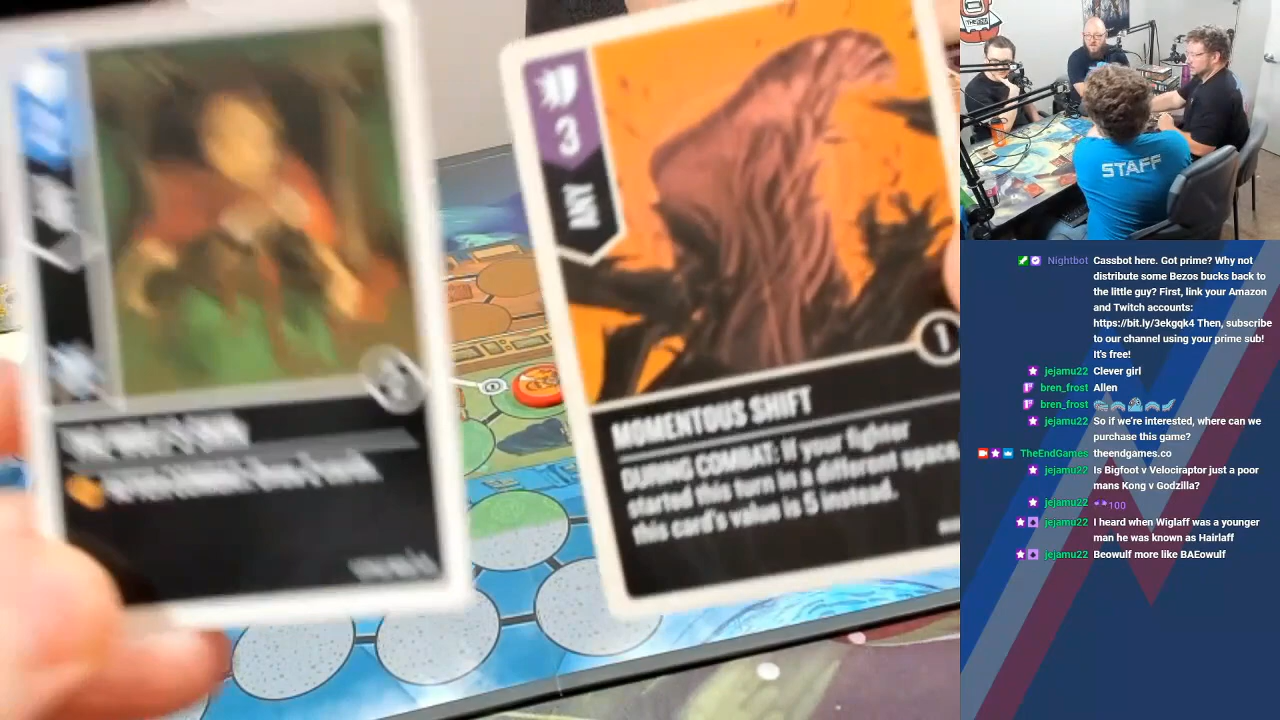 3
ANY
1
MOMENTOUS SHIFT
DURING COMBAT: If your fighter
started this turn in a different space,
this card's value is 5 instead.
STAFF
Nightbot Cassbot here. Got prime? Why not
distribute some Bezos bucks back to
the little guy? First, link your Amazon
and Twitch accounts:
https://bit.ly/3ekgqk4 Then, subscribe
to our channel using your prime sub!
It's free!
jejamu22 Clever girl
bren_frost Allen
bren_frost
jejamu22 So if we're interested, where can we
purchase this game?
TheEndGames theendgames.co
jejamu22 Is Bigfoot v Velociraptor just a poor
mans Kong v Godzilla?
jejamu22 100
jejamu22 I heard when Wiglaff was a younger
man he was known as Hairlaff
jejamu22 Beowulf more like BAEowulf